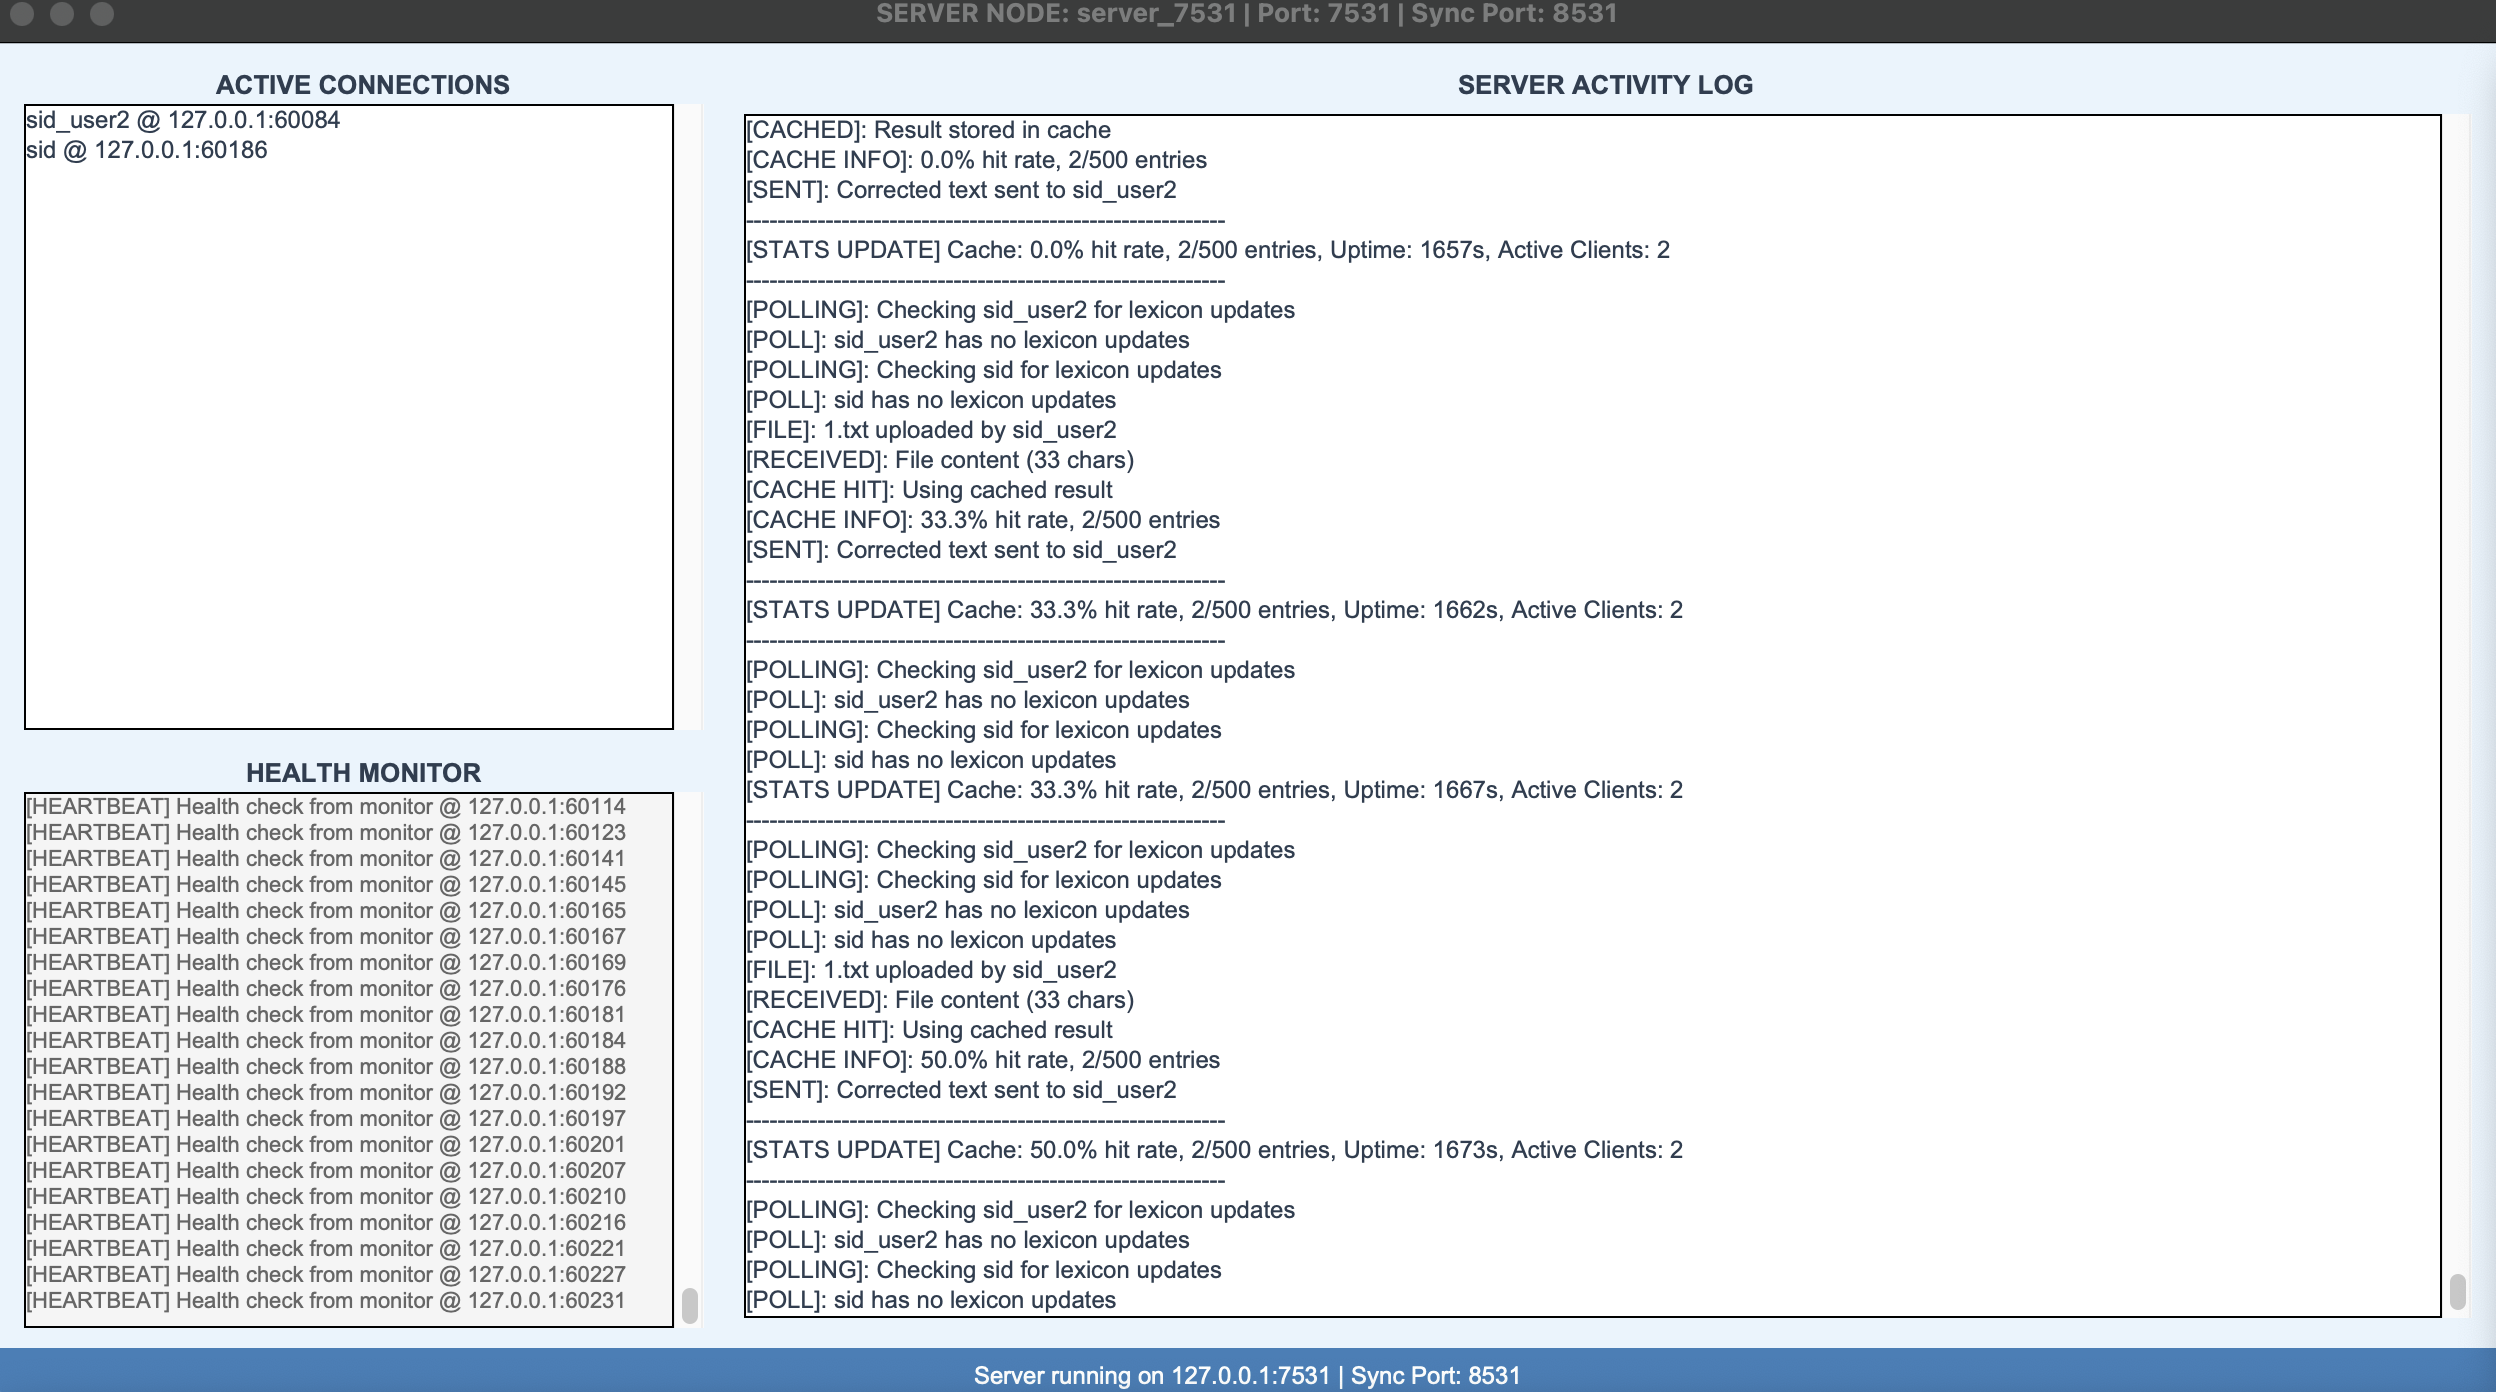 SERVER NODE: server_7531 | Port: 7531 | Sync Port: 8531
ACTIVE CONNECTIONS
sid_user2 @ 127.0.0.1:60084
sid @ 127.0.0.1:60186
HEALTH MONITOR
[HEARTBEAT] Health check from monitor @ 127.0.0.1:60114
[HEARTBEAT] Health check from monitor @ 127.0.0.1:60123
[HEARTBEAT] Health check from monitor @ 127.0.0.1:60141
[HEARTBEAT] Health check from monitor @ 127.0.0.1:60145
[HEARTBEAT] Health check from monitor @ 127.0.0.1:60165
[HEARTBEAT] Health check from monitor @ 127.0.0.1:60167
[HEARTBEAT] Health check from monitor @ 127.0.0.1:60169
[HEARTBEAT] Health check from monitor @ 127.0.0.1:60176
[HEARTBEAT] Health check from monitor @ 127.0.0.1:60181
[HEARTBEAT] Health check from monitor @ 127.0.0.1:60184
[HEARTBEAT] Health check from monitor @ 127.0.0.1:60188
[HEARTBEAT] Health check from monitor @ 127.0.0.1:60192
[HEARTBEAT] Health check from monitor @ 127.0.0.1:60197
[HEARTBEAT] Health check from monitor @ 127.0.0.1:60201
[HEARTBEAT] Health check from monitor @ 127.0.0.1:60207
[HEARTBEAT] Health check from monitor @ 127.0.0.1:60210
[HEARTBEAT] Health check from monitor @ 127.0.0.1:60216
[HEARTBEAT] Health check from monitor @ 127.0.0.1:60221
[HEARTBEAT] Health check from monitor @ 127.0.0.1:60227
[HEARTBEAT] Health check from monitor @ 127.0.0.1:60231
SERVER ACTIVITY LOG
[CACHED]: Result stored in cache
[CACHE INFO]: 0.0% hit rate, 2/500 entries
[SENT]: Corrected text sent to sid_user2
------------------------------------------------------------
[STATS UPDATE] Cache: 0.0% hit rate, 2/500 entries, Uptime: 1657s, Active Clients: 2
------------------------------------------------------------
[POLLING]: Checking sid_user2 for lexicon updates
[POLL]: sid_user2 has no lexicon updates
[POLLING]: Checking sid for lexicon updates
[POLL]: sid has no lexicon updates
[FILE]: 1.txt uploaded by sid_user2
[RECEIVED]: File content (33 chars)
[CACHE HIT]: Using cached result
[CACHE INFO]: 33.3% hit rate, 2/500 entries
[SENT]: Corrected text sent to sid_user2
------------------------------------------------------------
[STATS UPDATE] Cache: 33.3% hit rate, 2/500 entries, Uptime: 1662s, Active Clients: 2
------------------------------------------------------------
[POLLING]: Checking sid_user2 for lexicon updates
[POLL]: sid_user2 has no lexicon updates
[POLLING]: Checking sid for lexicon updates
[POLL]: sid has no lexicon updates
[STATS UPDATE] Cache: 33.3% hit rate, 2/500 entries, Uptime: 1667s, Active Clients: 2
------------------------------------------------------------
[POLLING]: Checking sid_user2 for lexicon updates
[POLLING]: Checking sid for lexicon updates
[POLL]: sid_user2 has no lexicon updates
[POLL]: sid has no lexicon updates
[FILE]: 1.txt uploaded by sid_user2
[RECEIVED]: File content (33 chars)
[CACHE HIT]: Using cached result
[CACHE INFO]: 50.0% hit rate, 2/500 entries
[SENT]: Corrected text sent to sid_user2
------------------------------------------------------------
[STATS UPDATE] Cache: 50.0% hit rate, 2/500 entries, Uptime: 1673s, Active Clients: 2
------------------------------------------------------------
[POLLING]: Checking sid_user2 for lexicon updates
[POLL]: sid_user2 has no lexicon updates
[POLLING]: Checking sid for lexicon updates
[POLL]: sid has no lexicon updates
Server running on 127.0.0.1:7531 | Sync Port: 8531